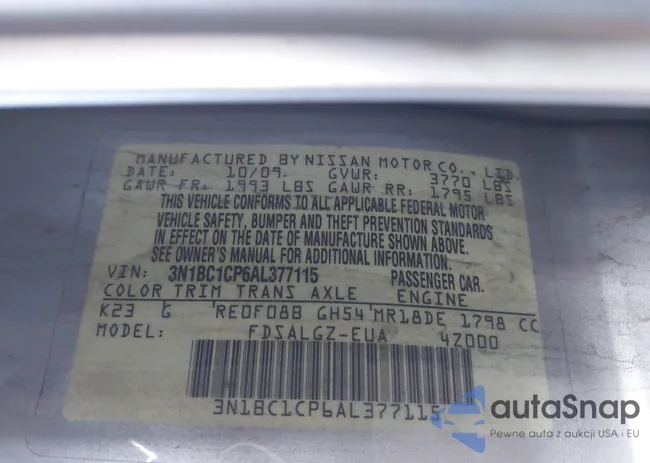 MANUFACTURED BY NISSAN MOTOR CO., LTD.
DATE: 10/09. GVWR: 3770 LBS
GAWR FR: 1993 LBS GAWR RR: 1795 LBS
THIS VEHICLE CONFORMS TO ALL APPLICABLE FEDERAL MOTOR
VEHICLE SAFETY, BUMPER AND THEFT PREVENTION STANDARDS
IN EFFECT ON THE DATE OF MANUFACTURE SHOWN ABOVE.
SEE OWNER'S MANUAL FOR ADDITIONAL INFORMATION.
VIN: 3N1BC1CP6AL377115 PASSENGER CAR.
COLOR TRIM TRANS AXLE ENGINE
K23 G RE0F08B GH54 MR18DE 1798 CC
MODEL: FDSALGZ-EUA 42000
3N1BC1CP6AL377115
autaSnap
Pewne auta z aukcji USA i EU